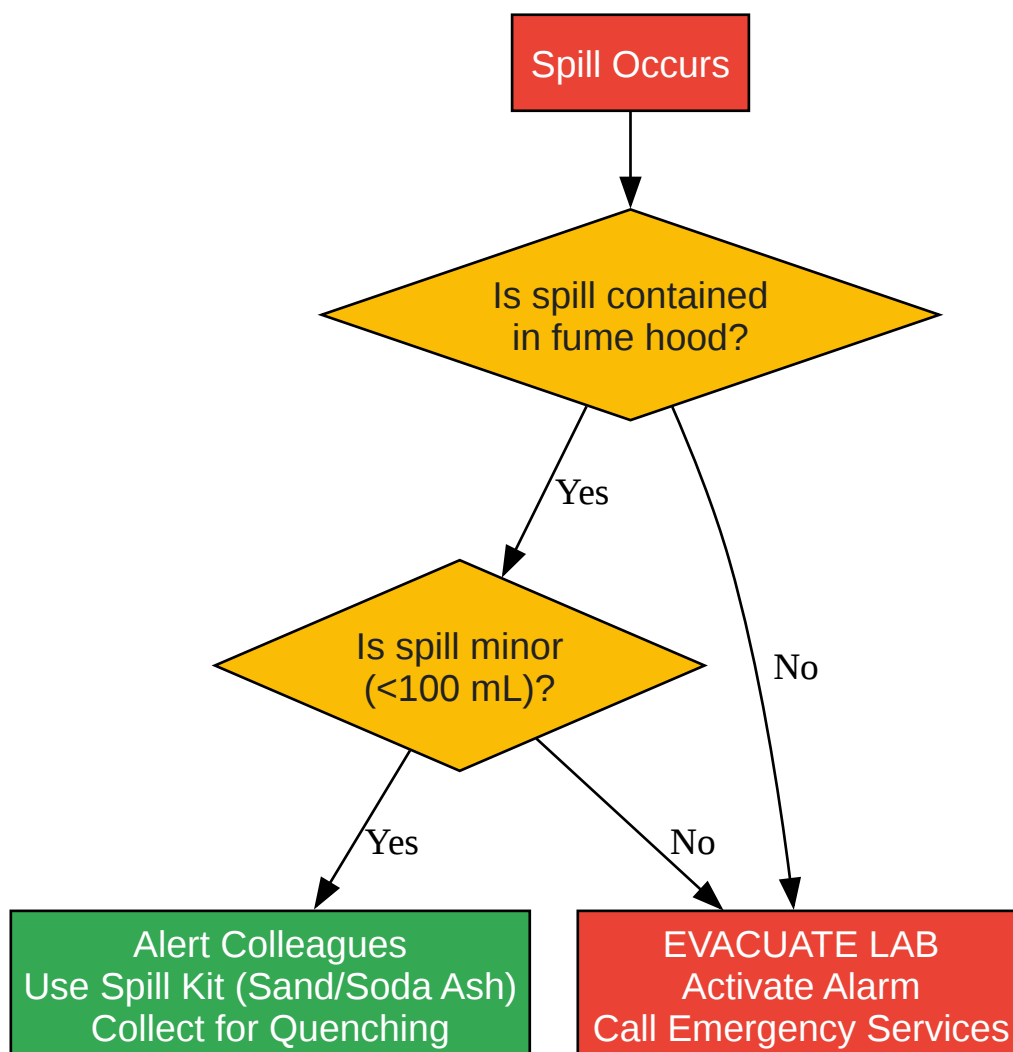 Spill Occurs
Is spill contained
in fume hood?
Yes
No
Is spill minor
(<100 mL)?
Yes
No
Alert Colleagues
Use Spill Kit (Sand/Soda Ash)
Collect for Quenching
EVACUATE LAB
Activate Alarm
Call Emergency Services